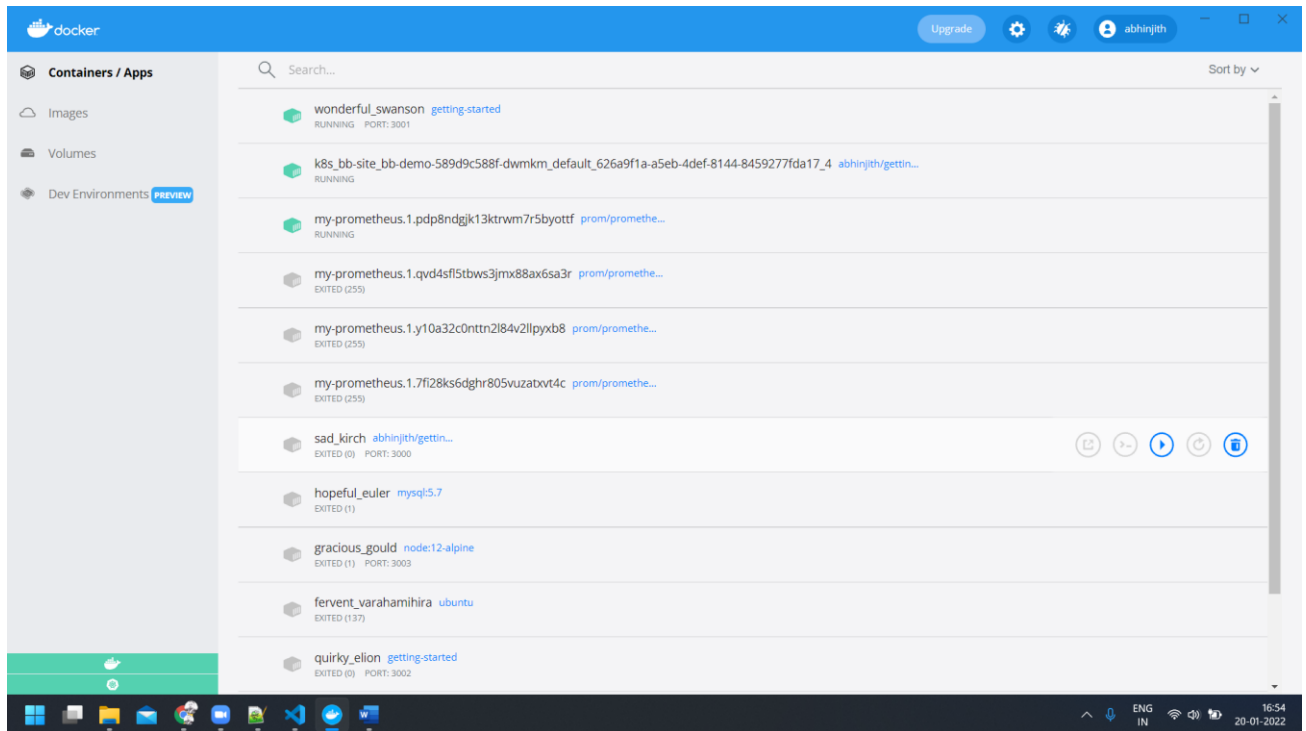 docker
Upgrade
abhinjith
Containers / Apps
Images
Volumes
Dev Environments PREVIEW
Search...
Sort by
wonderful_swanson getting-started
RUNNING PORT: 3001
k8s_bb-site_bb-demo-589d9c588f-dwmkm_default_626a9f1a-a5eb-4def-8144-8459277fda17_4 abhinjith/gettin...
RUNNING
my-prometheus.1.pdp8ndgjk13ktrwm7r5byottf prom/promethe...
RUNNING
my-prometheus.1.qvd4sfl5tbws3jmx88ax6sa3r prom/promethe...
EXITED (255)
my-prometheus.1.y10a32c0nttn2l84v2llpyxb8 prom/promethe...
EXITED (255)
my-prometheus.1.7fi28ks6dghr805vuzatxvt4c prom/promethe...
EXITED (255)
sad_kirch abhinjith/gettin...
EXITED (0) PORT: 3000
hopeful_euler mysql:5.7
EXITED (1)
gracious_gould node:12-alpine
EXITED (1) PORT: 3003
fervent_varahamihira ubuntu
EXITED (137)
quirky_elion getting-started
EXITED (0) PORT: 3002
ENG
IN
16:54
20-01-2022